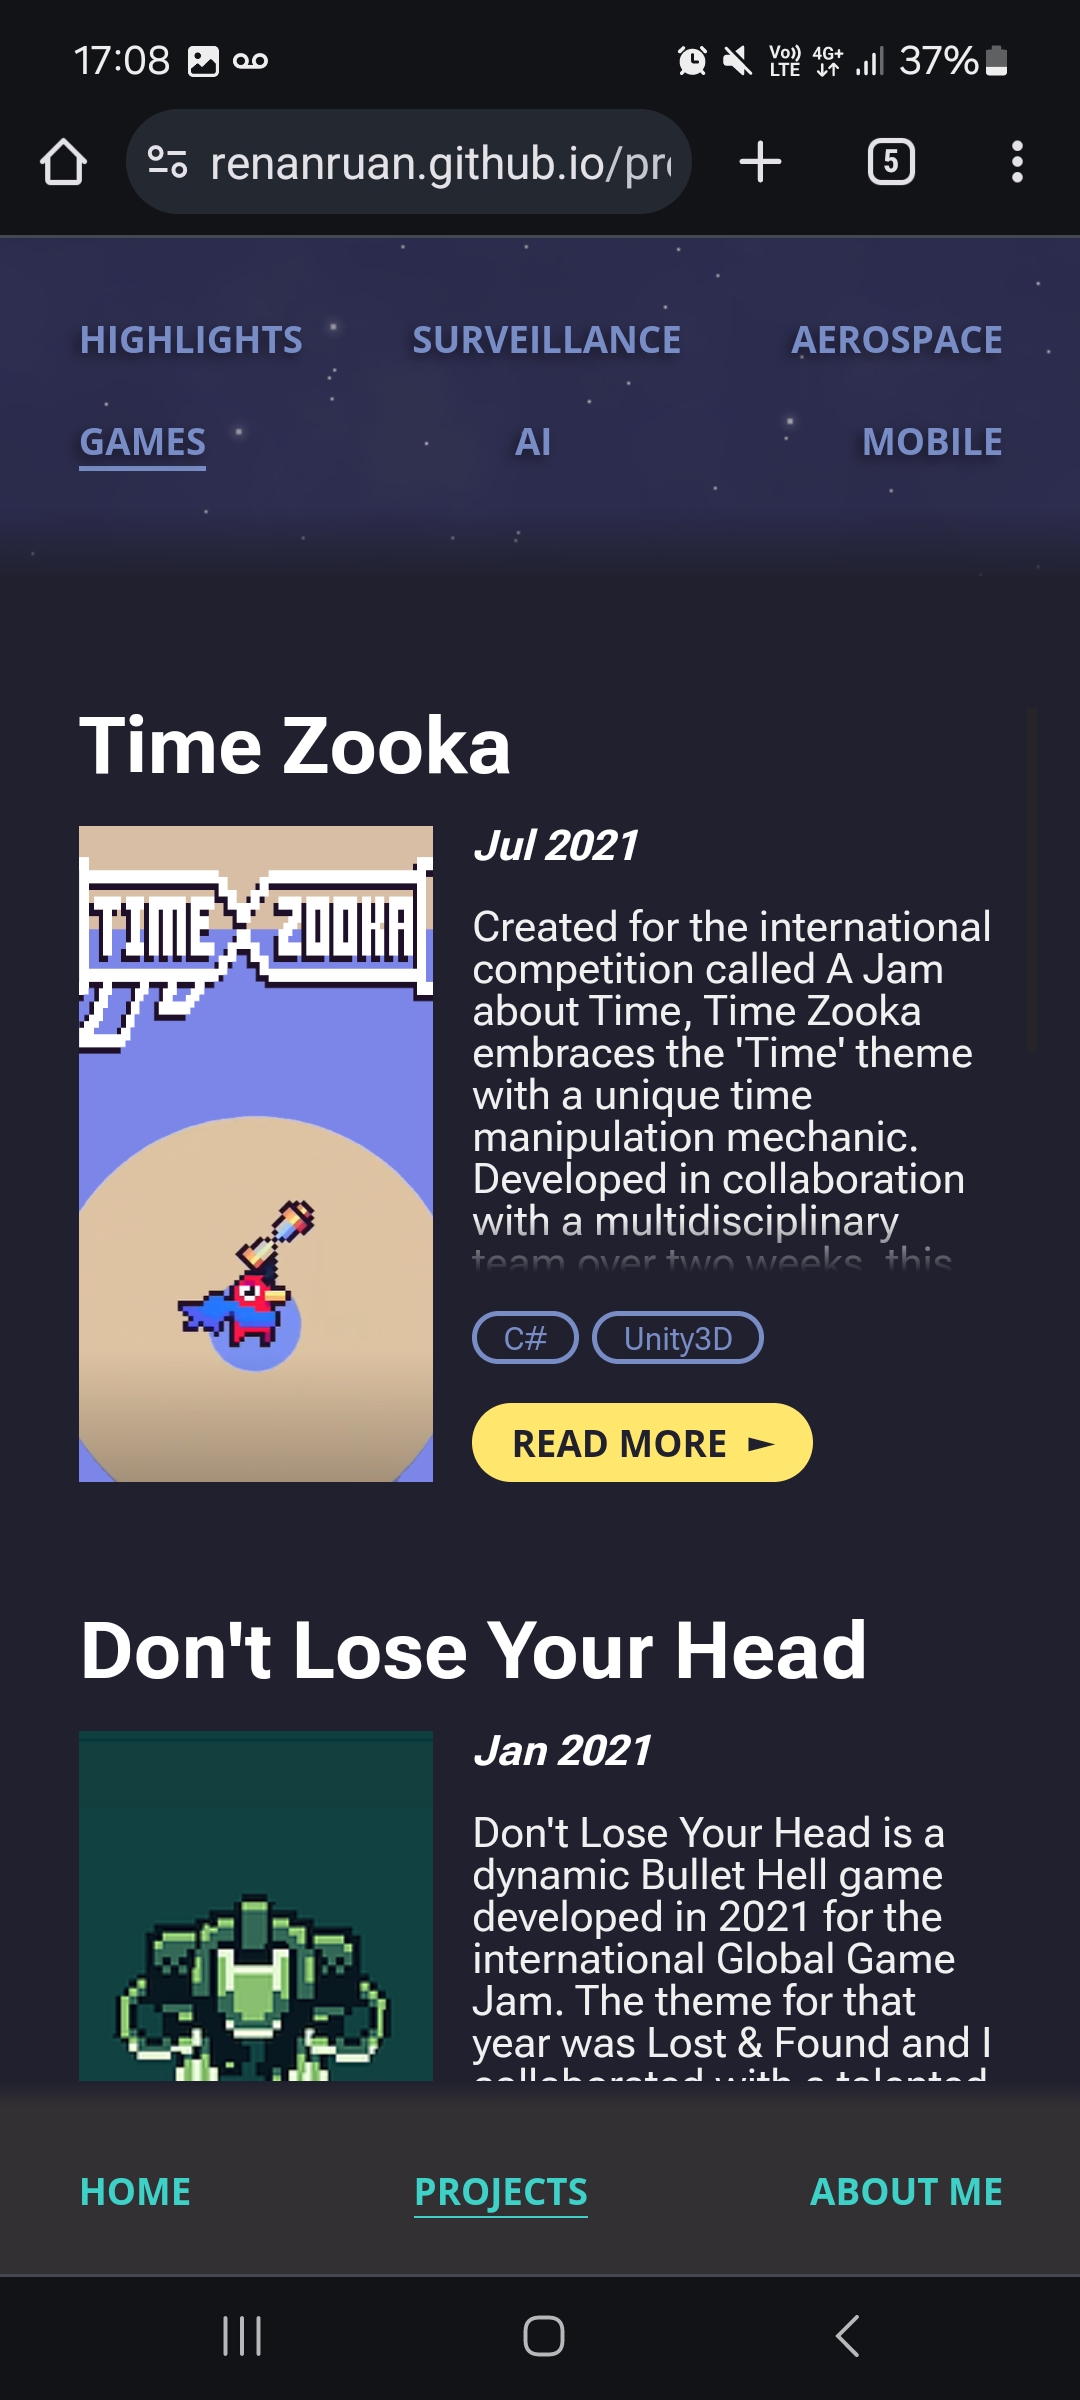 17:08
Vo)) LTE 4G+ 37%
renanruan.github.io/pr
5
HIGHLIGHTS SURVEILLANCE AEROSPACE
GAMES AI MOBILE
Time Zooka
TIME ZOOKA
Jul 2021
Created for the international
competition called A Jam
about Time, Time Zooka
embraces the 'Time' theme
with a unique time
manipulation mechanic.
Developed in collaboration
with a multidisciplinary
team over two weeks, this
C# Unity3D
READ MORE ►
Don't Lose Your Head
Jan 2021
Don't Lose Your Head is a
dynamic Bullet Hell game
developed in 2021 for the
international Global Game
Jam. The theme for that
year was Lost & Found and I
collaborated with a talented
HOME PROJECTS ABOUT ME